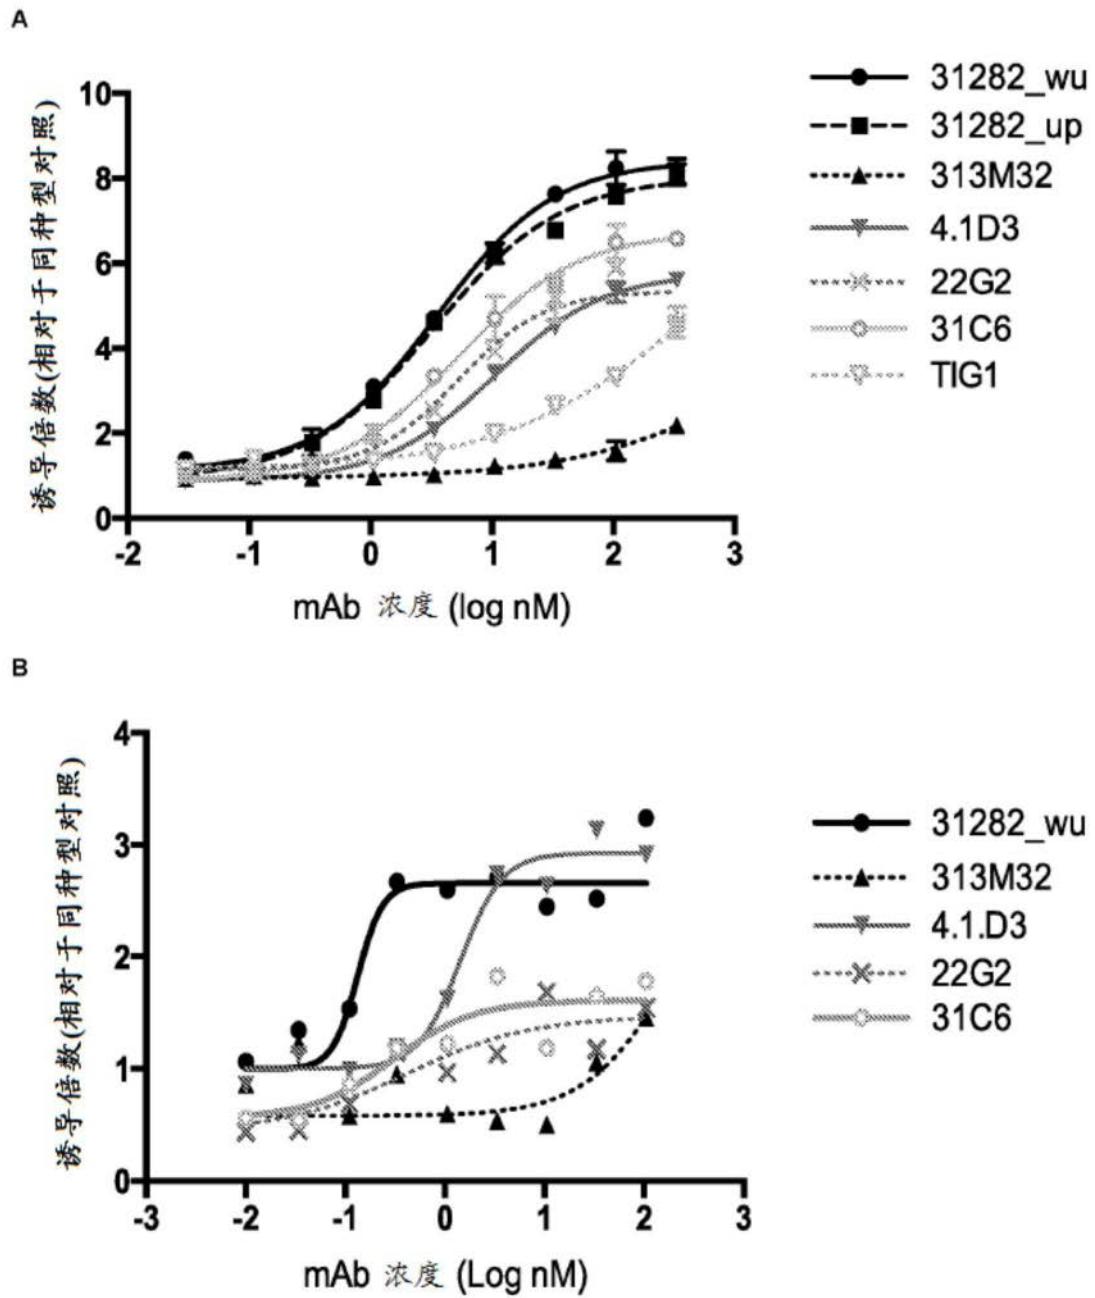 A
10
8
6
4
2
0
-2 -1 0 1 2 3
诱导倍数(相对于同种型对照)
mAb 浓度 (log nM)
31282_wu
31282_up
313M32
4.1D3
22G2
31C6
TIG1
B
4
3
2
1
0
-3 -2 -1 0 1 2 3
诱导倍数(相对于同种型对照)
mAb 浓度 (Log nM)
31282_wu
313M32
4.1.D3
22G2
31C6